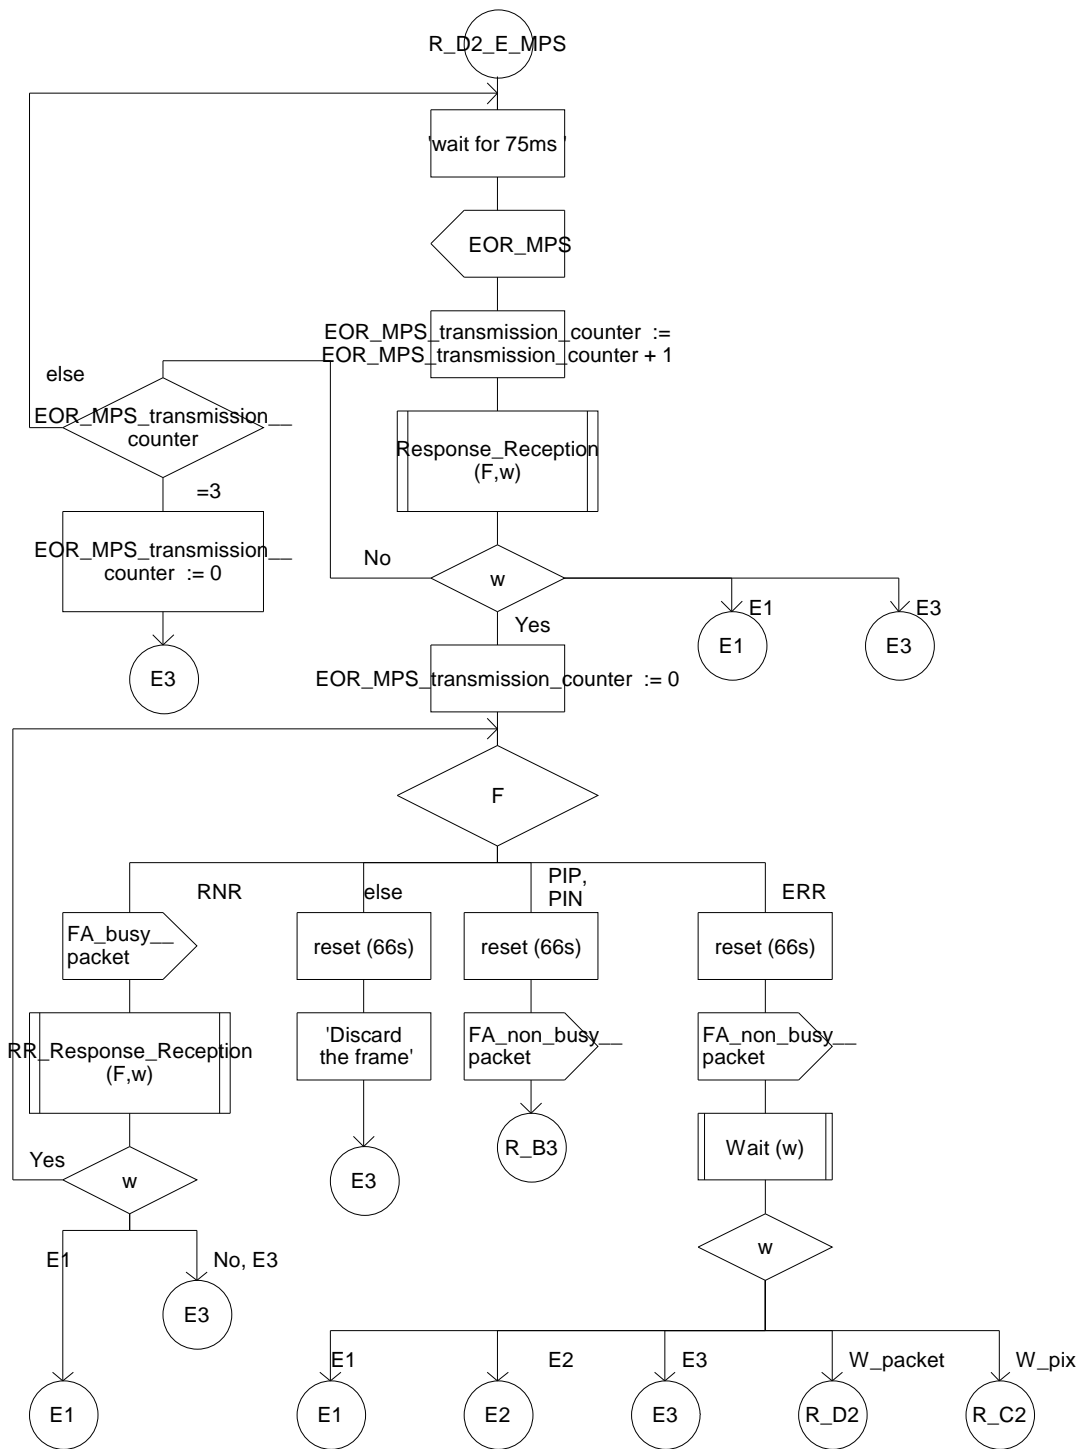 R_D2_E_MPS
'wait for 75ms '
EOR_MPS
EOR_MPS_transmission_counter :=
EOR_MPS_transmission_counter + 1
else
EOR_MPS_transmission__
counter
Response_Reception
(F,w)
=3
EOR_MPS_transmission__
counter := 0
No
w
E1
E3
Yes
E1
E3
E3
EOR_MPS_transmission_counter := 0
F
RNR
else
PIP,
PIN
ERR
FA_busy__
packet
reset (66s)
reset (66s)
reset (66s)
RR_Response_Reception
(F,w)
'Discard
the frame'
FA_non_busy__
packet
FA_non_busy__
packet
Yes
w
E3
R_B3
Wait (w)
E1
No, E3
w
E3
E1
E2
E3
W_packet
W_pix
E1
E1
E2
E3
R_D2
R_C2